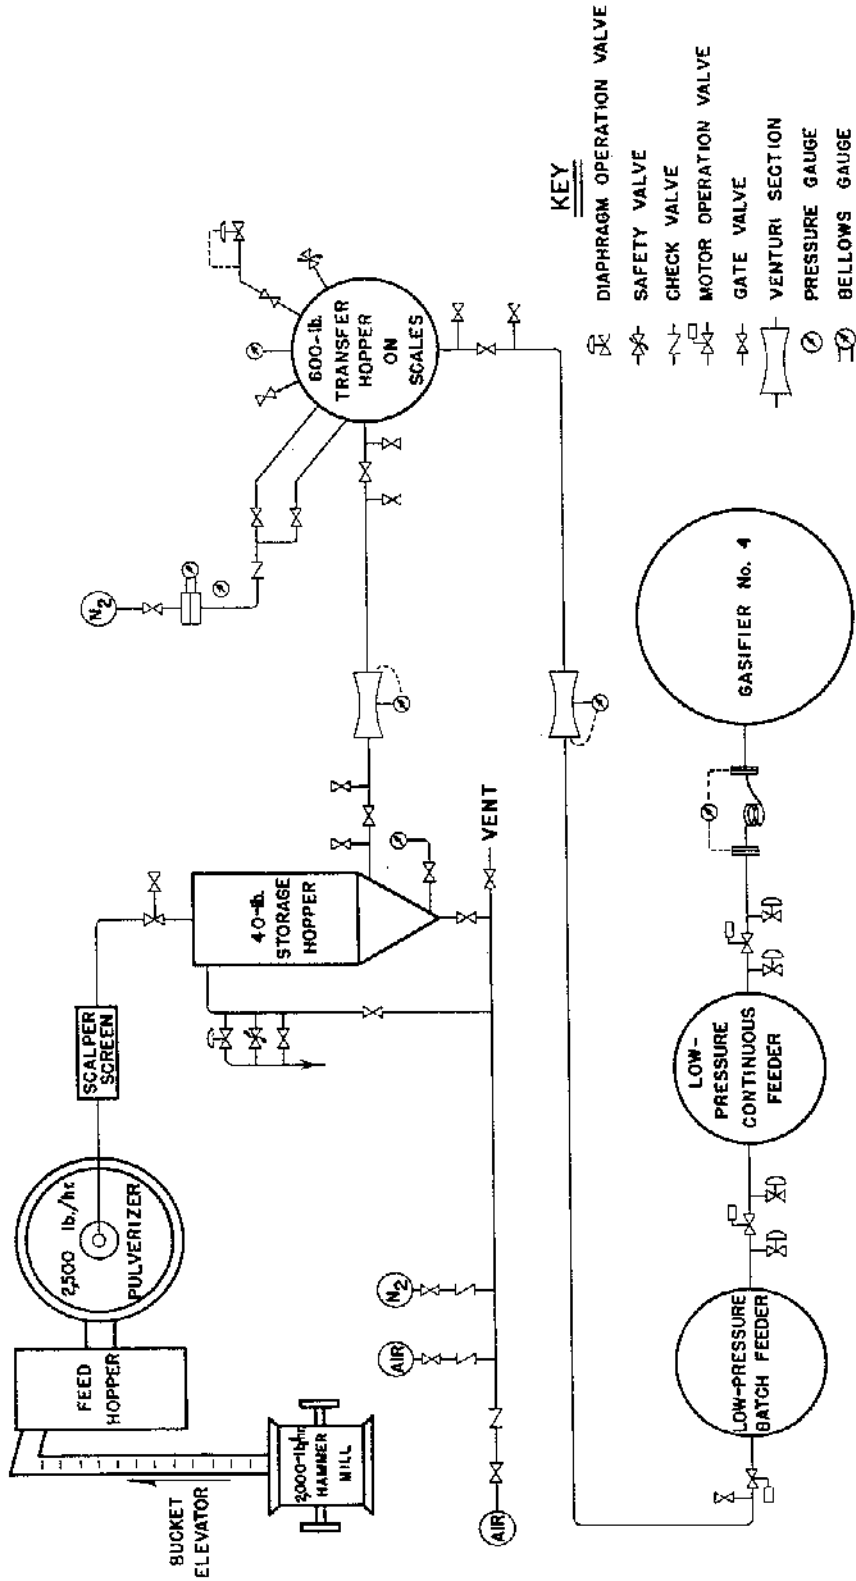 BUCKET
ELEVATOR
2,000-lb/hr.
HAMMER
MILL
FEED
HOPPER
2,500 lb./hr.
PULVERIZER
SCALPER
SCREEN
40-lb.
STORAGE
HOPPER
VENT
AIR
AIR
N2
N2
600-lb.
TRANSFER
HOPPER
ON
SCALES
LOW-PRESSURE
BATCH FEEDER
LOW-
PRESSURE
CONTINUOUS
FEEDER
GASIFIER No. 4
KEY
DIAPHRAGM OPERATION VALVE
SAFETY VALVE
CHECK VALVE
MOTOR OPERATION VALVE
GATE VALVE
VENTURI SECTION
PRESSURE GAUGE
BELLOWS GAUGE